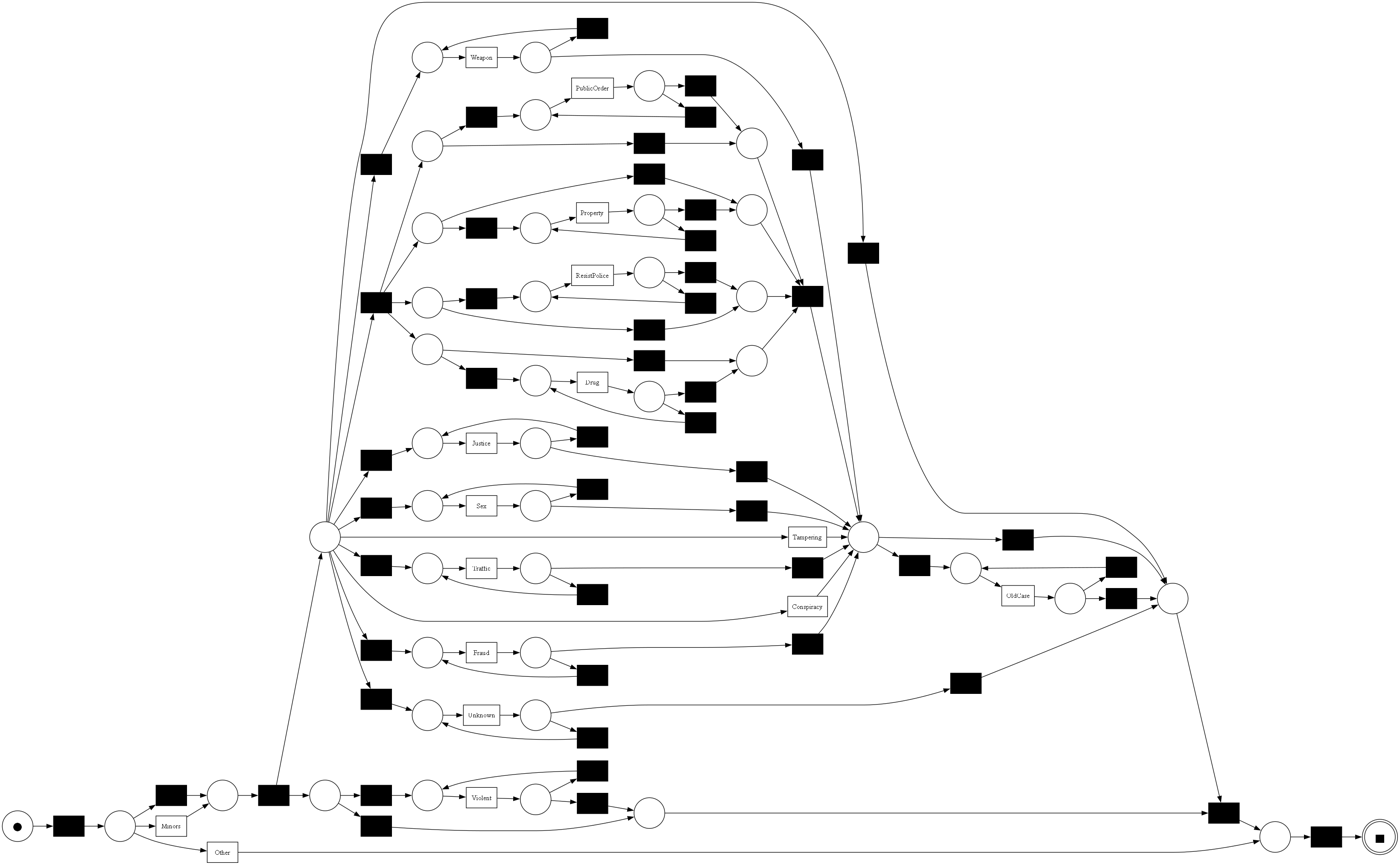 Weapon
PublicOrder
Property
ResistPolice
Drug
Justice
Sex
Tampering
Traffic
OldCase
Conspiracy
Fraud
Unknown
Violent
Minors
Other